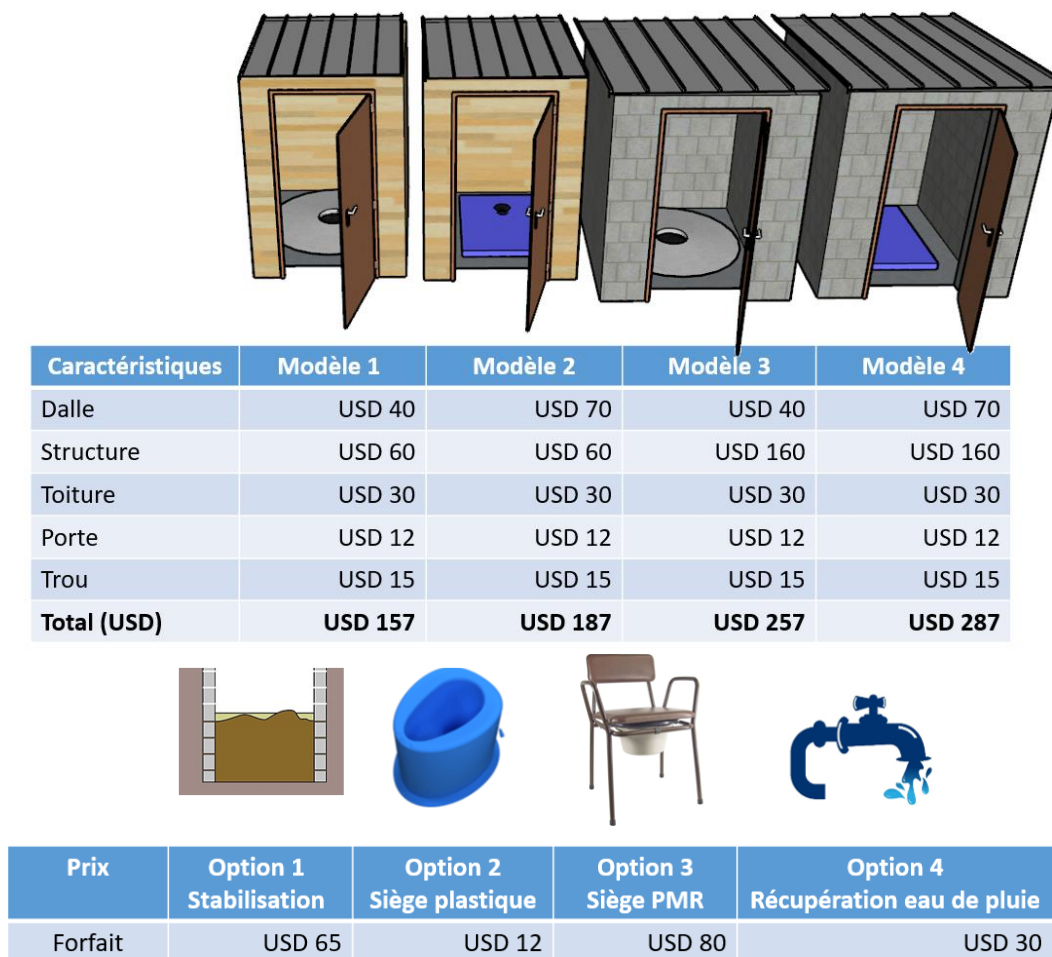 Caractéristiques Modèle 1 Modèle 2 Modèle 3 Modèle 4
Dalle USD 40 USD 70 USD 40 USD 70
Structure USD 60 USD 60 USD 160 USD 160
Toiture USD 30 USD 30 USD 30 USD 30
Porte USD 12 USD 12 USD 12 USD 12
Trou USD 15 USD 15 USD 15 USD 15
Total (USD) USD 157 USD 187 USD 257 USD 287
Prix Option 1 Option 2 Option 3 Option 4
Stabilisation Siège plastique Siège PMR Récupération eau de pluie
Forfait USD 65 USD 12 USD 80 USD 30